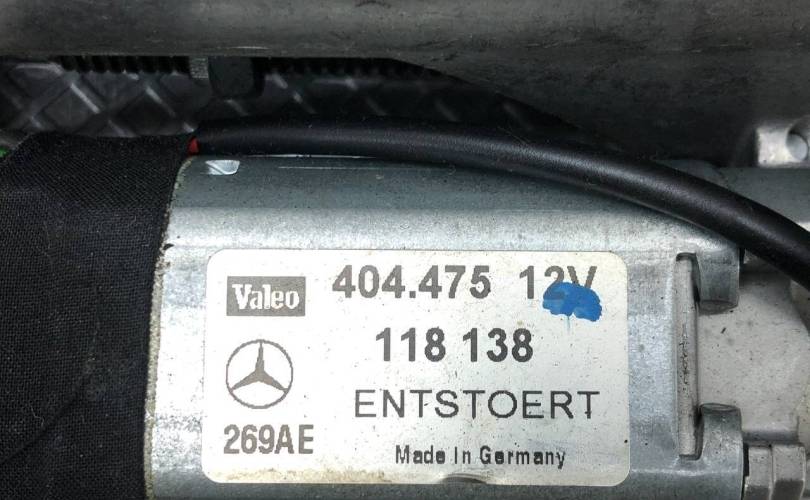 Valeo 404.475 12V
118 138
ENTSTOERT
269AE
Made In Germany